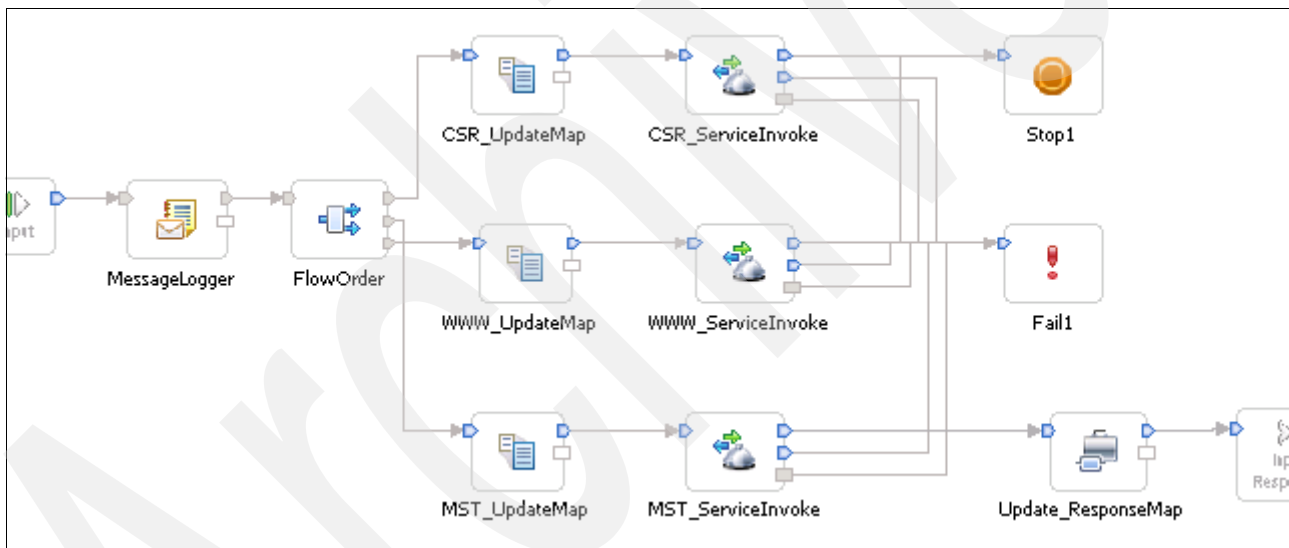 CSR_UpdateMap
CSR_ServiceInvoke
Stop1
MessageLogger
FlowOrder
WWW_UpdateMap
WWW_ServiceInvoke
Fail1
MST_UpdateMap
MST_ServiceInvoke
Update_ResponseMap